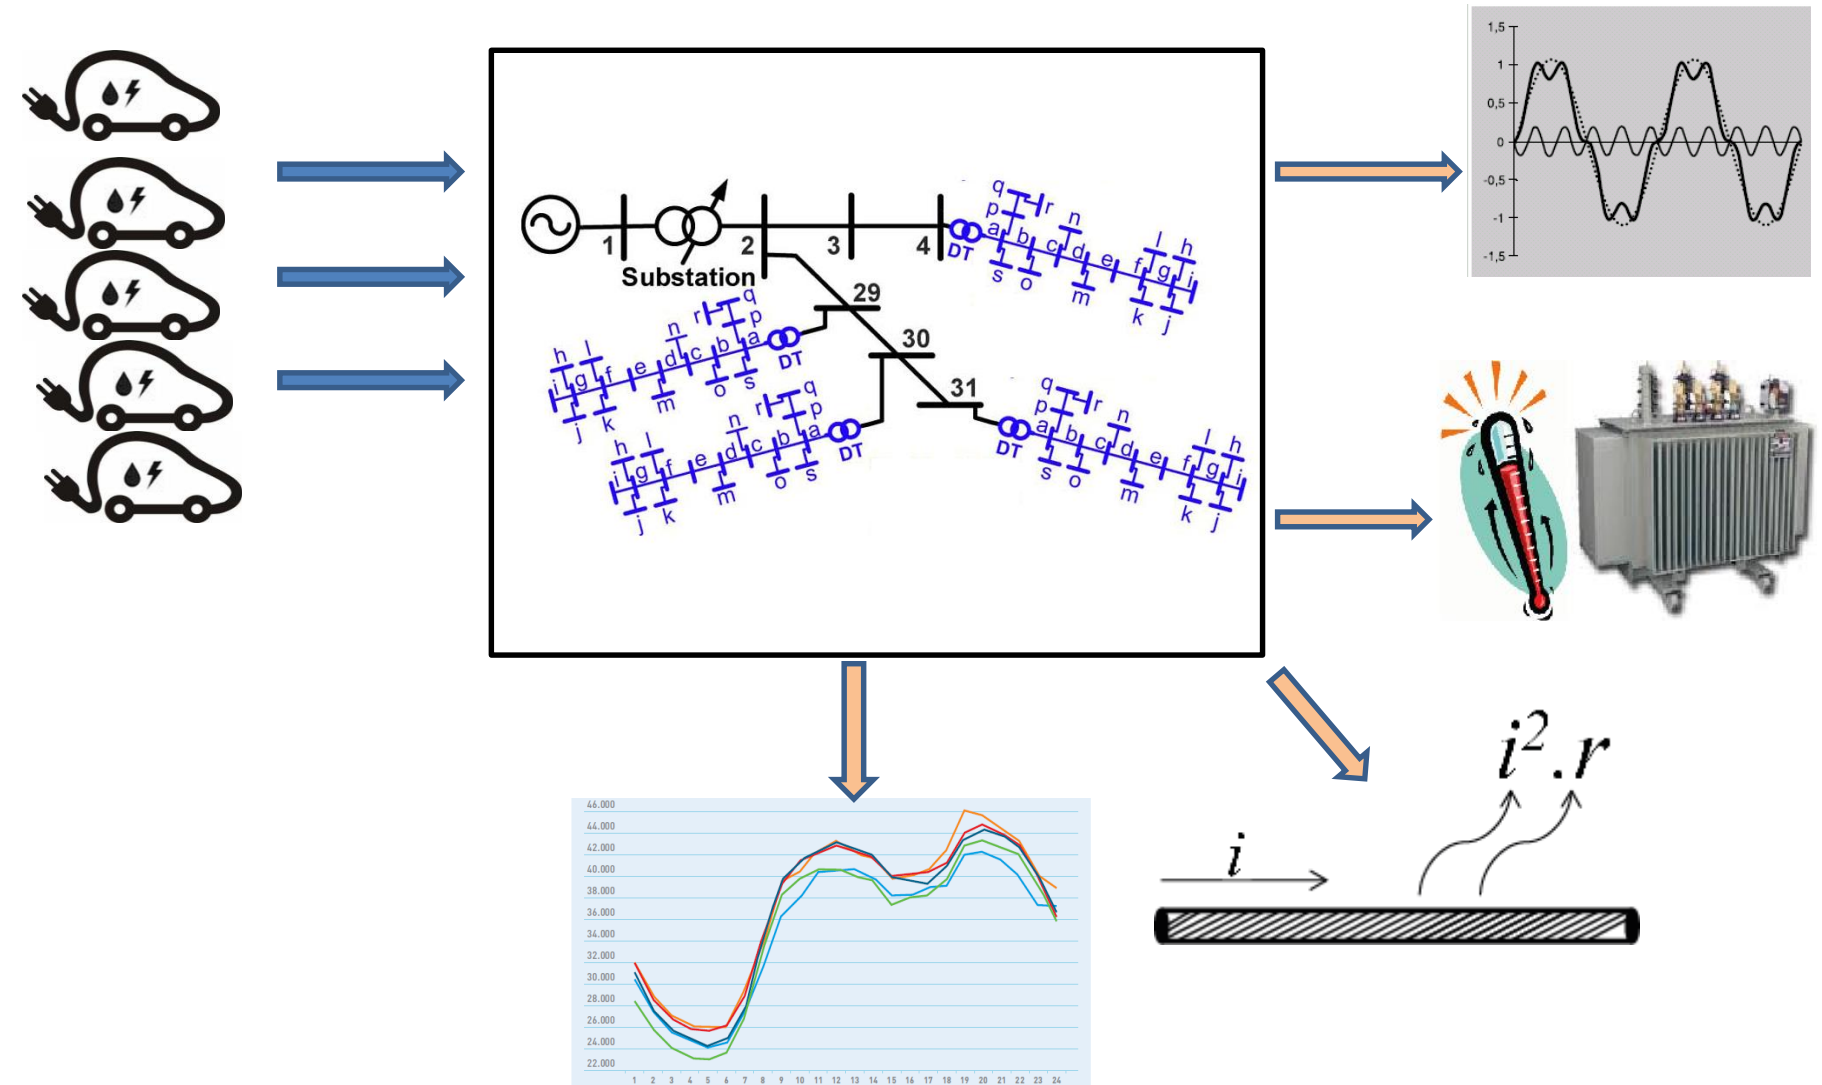 1,5
1
0,5
0
-0,5
-1
-1,5
1
2
3
4
Substation
DT
a b c d e f g i
q
p
r
n
l
h
s
o
m
k
j
29
DT
a b c d e f g i
q
p
r
n
l
h
s
o
m
k
j
30
DT
a b c d e f g i
q
p
r
n
l
h
s
o
m
k
j
31
DT
a b c d e f g i
q
p
r
n
l
h
s
o
m
k
j
i².r
i
46.000
44.000
42.000
40.000
38.000
36.000
34.000
32.000
30.000
28.000
26.000
24.000
22.000
1 2 3 4 5 6 7 8 9 10 11 12 13 14 15 16 17 18 19 20 21 22 23 24